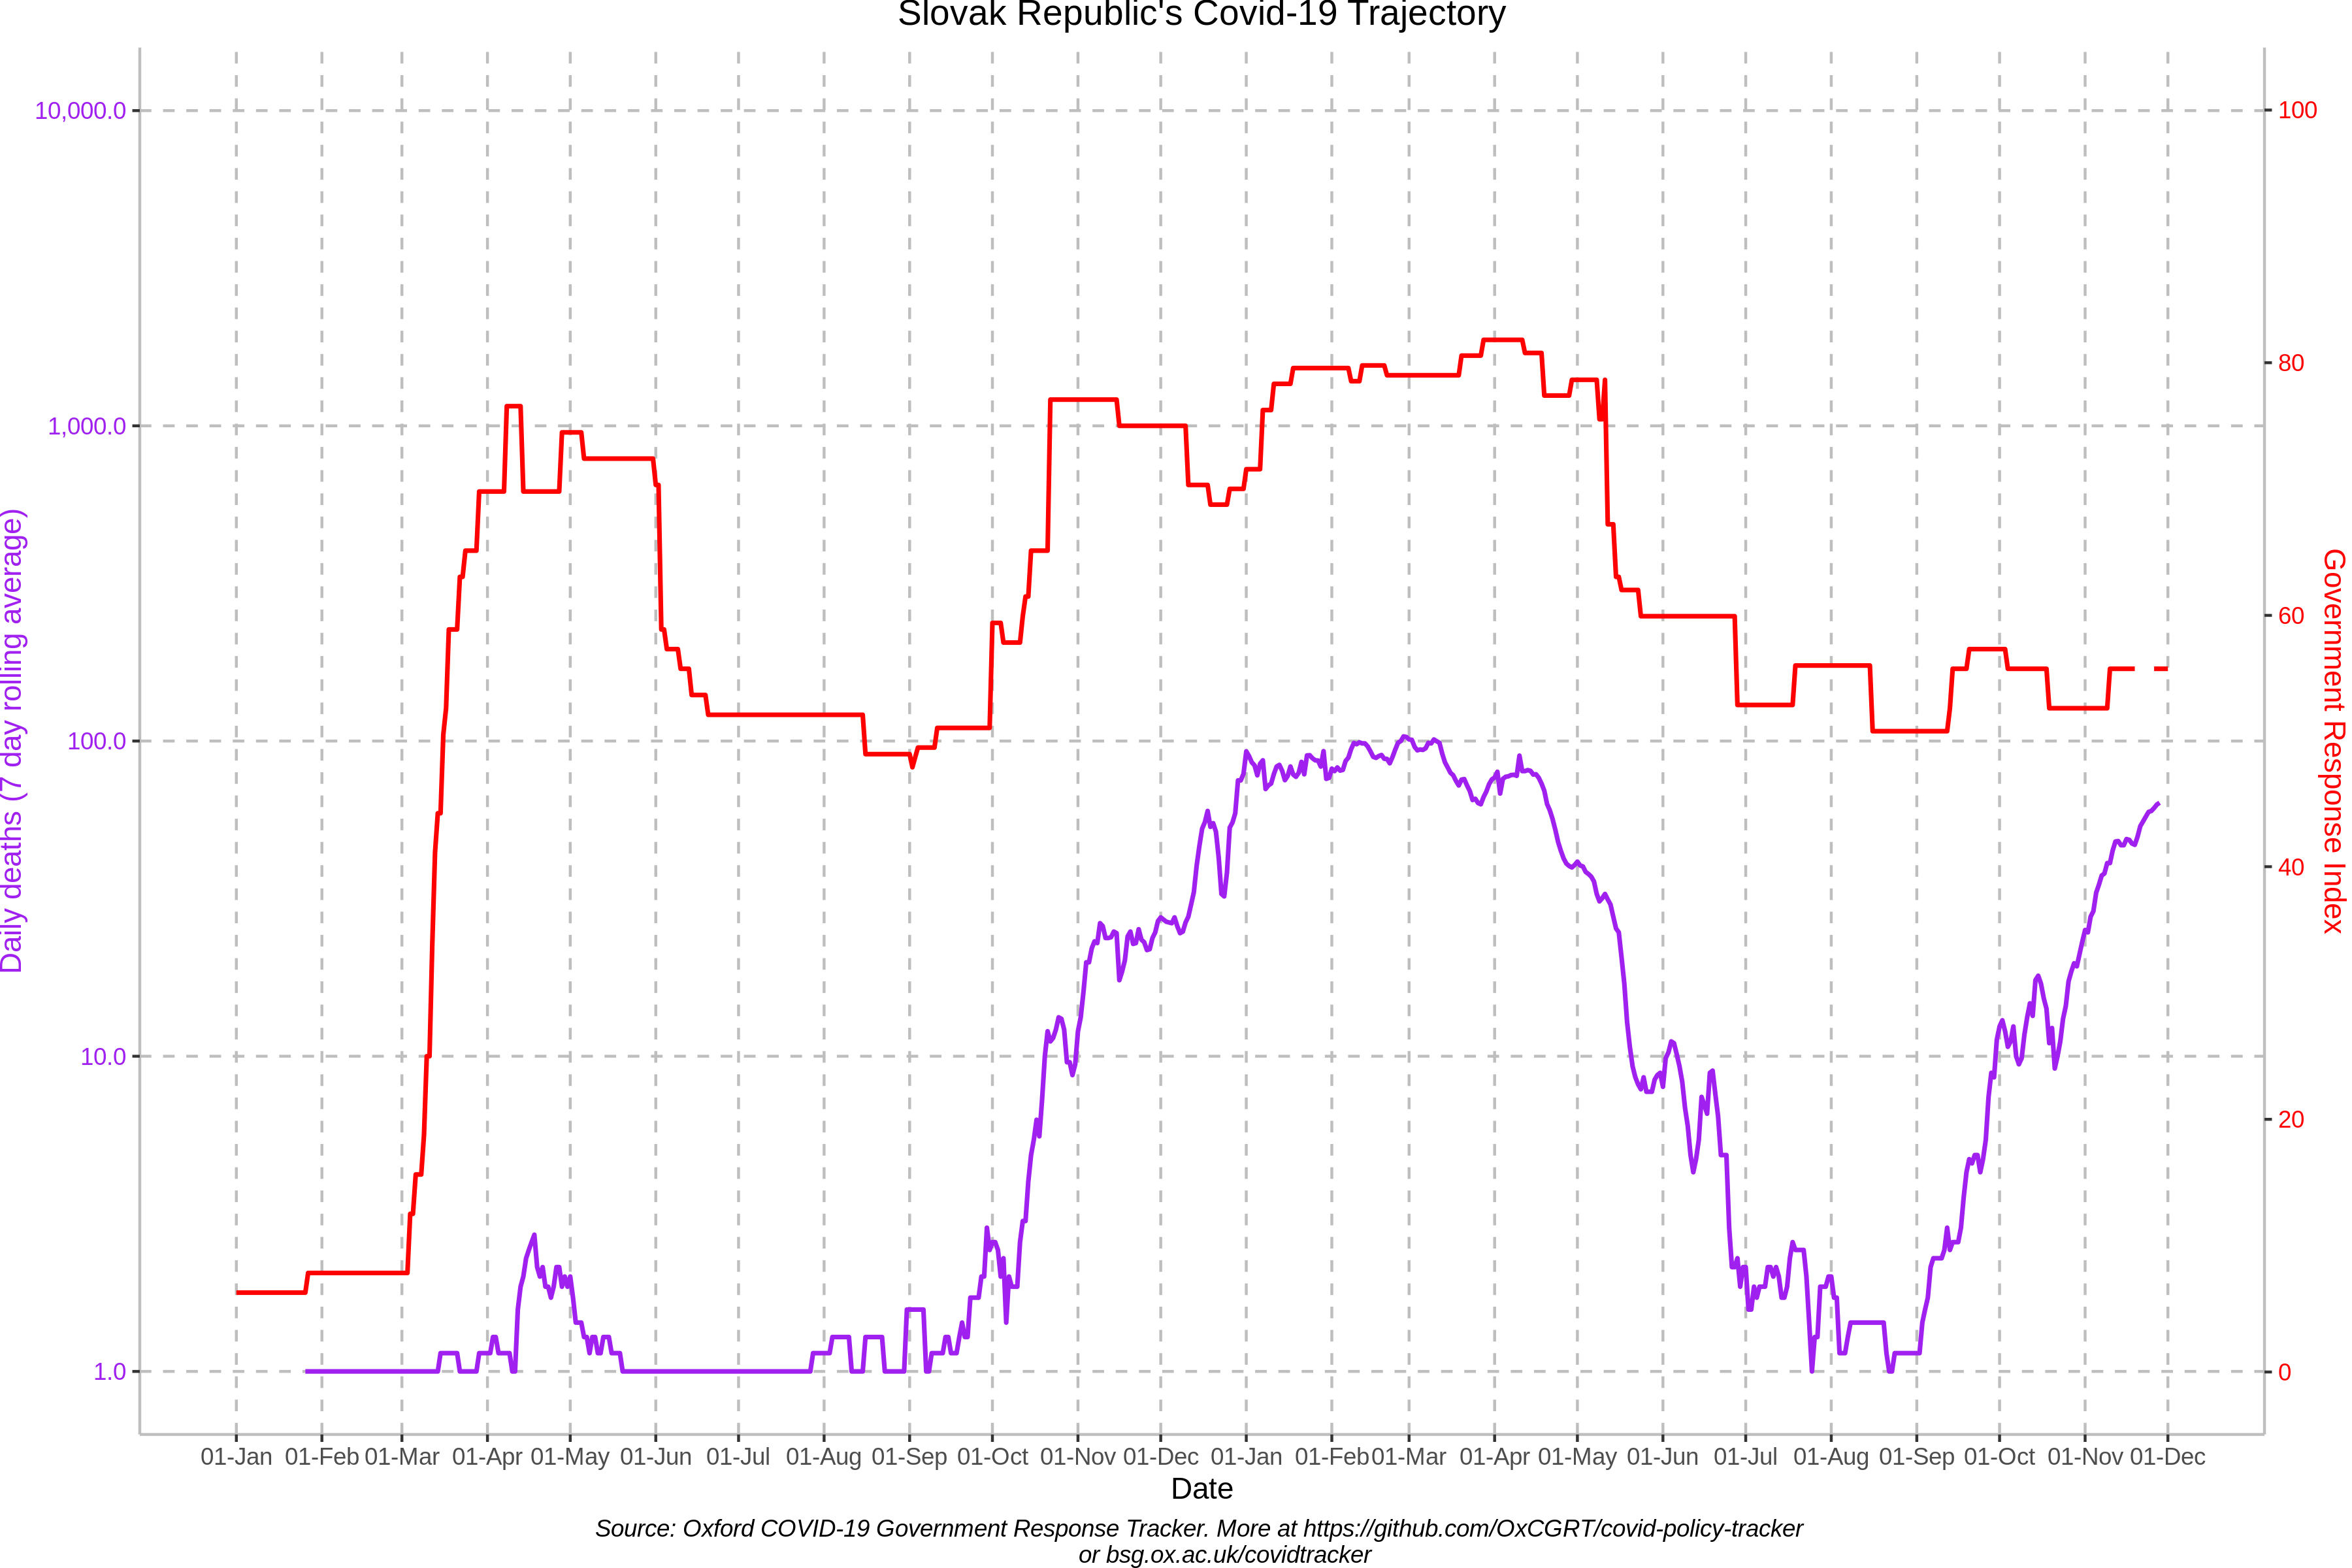 Slovak Republic's Covid-19 Trajectory
10,000.0
1,000.0
100.0
10.0
1.0
Daily deaths (7 day rolling average)
100
80
60
40
20
0
Government Response Index
01-Jan 01-Feb 01-Mar 01-Apr 01-May 01-Jun 01-Jul 01-Aug 01-Sep 01-Oct 01-Nov 01-Dec 01-Jan 01-Feb 01-Mar 01-Apr 01-May 01-Jun 01-Jul 01-Aug 01-Sep 01-Oct 01-Nov 01-Dec
Date
Source: Oxford COVID-19 Government Response Tracker. More at https://github.com/OxCGRT/covid-policy-tracker
or bsg.ox.ac.uk/covidtracker